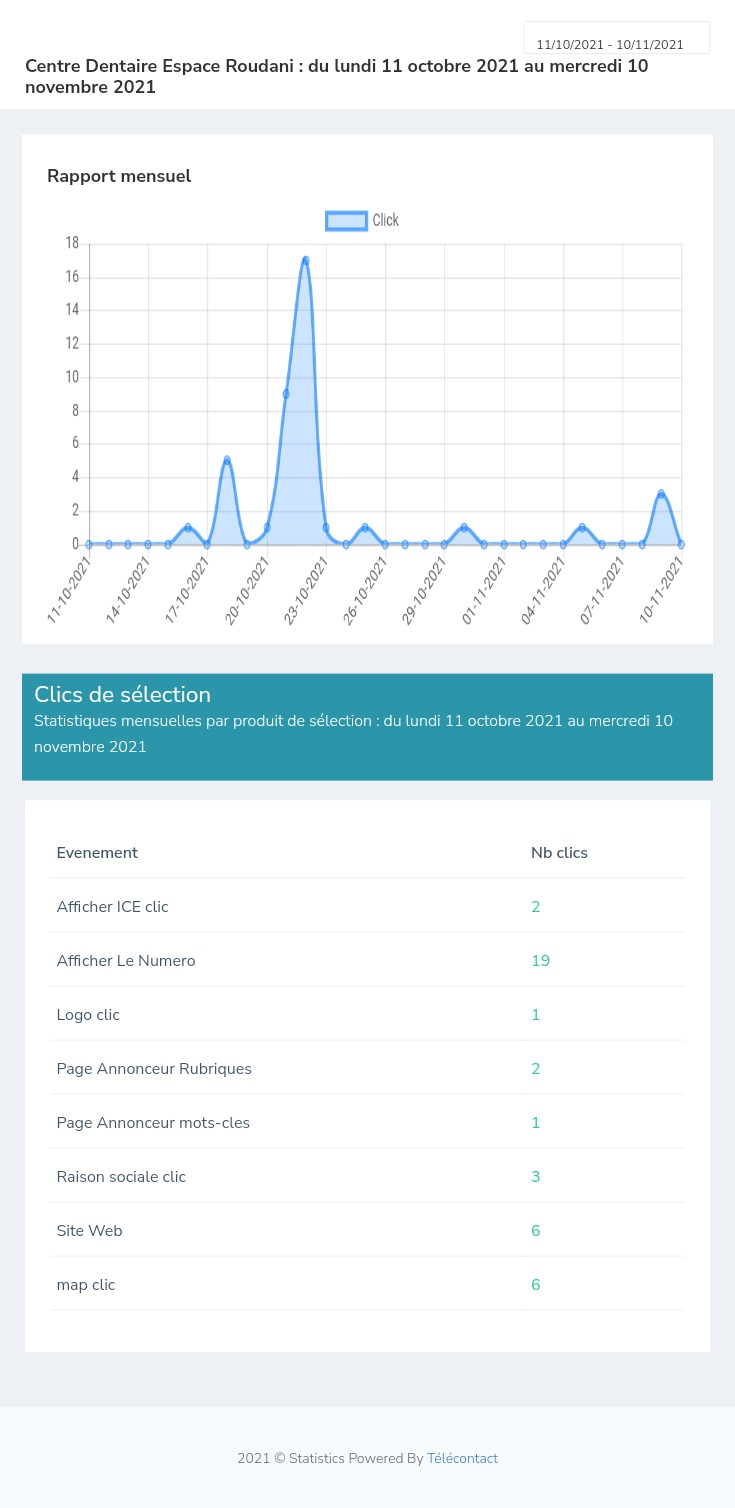 11/10/2021 - 10/11/2021
Centre Dentaire Espace Roudani : du lundi 11 octobre 2021 au mercredi 10
novembre 2021
Rapport mensuel
Click
18
16
14
12
10
8
6
4
2
0
11-10-2021
14-10-2021
17-10-2021
20-10-2021
23-10-2021
26-10-2021
29-10-2021
01-11-2021
04-11-2021
07-11-2021
10-11-2021
Clics de sélection
Statistiques mensuelles par produit de sélection : du lundi 11 octobre 2021 au mercredi 10
novembre 2021
Evenement Nb clics
Afficher ICE clic 2
Afficher Le Numero 19
Logo clic 1
Page Annonceur Rubriques 2
Page Annonceur mots-cles 1
Raison sociale clic 3
Site Web 6
map clic 6
2021 © Statistics Powered By Télécontact